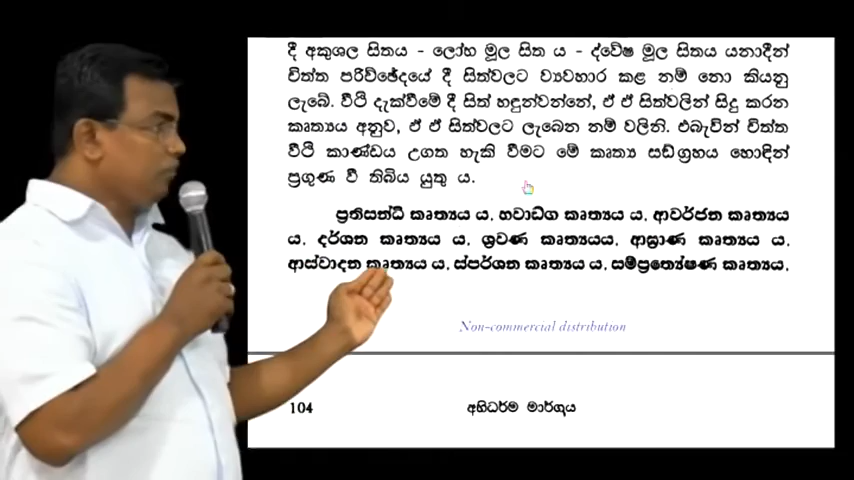 දී අකුශල සිතය - ලෝභ මූල සිත ය - ද්වේෂ මූල සිතය යනාදීන්
චිත්ත පරිච්ඡේදයේ දී සිත්වලට ව්‍යවහාර කළ නම් නො කියනු
ලැබේ. වීථි දැක්වීමේ දී සිත් හඳුන්වන්නේ, ඒ ඒ සිත්වලින් සිදු කරන
කෘත්‍යය අනුව, ඒ ඒ සිත්වලට ලැබෙන නම් වලිනි. එබැවින් චිත්ත
වීථි කාණ්ඩය උගත හැකි වීමට මේ කෘත්‍ය සඞ්ග්‍රහය හොඳින්
ප්‍රගුණ වී තිබිය යුතු ය.
ප්‍රතිසන්ධි කෘත්‍යය ය, භවාඞ්ග කෘත්‍යය ය, ආවර්ජන කෘත්‍යය
ය, දර්ශන කෘත්‍යය ය, ශ්‍රවණ කෘත්‍යයය, ආඝ්‍රාණ කෘත්‍යය ය,
ආස්වාදන කෘත්‍යය ය, ස්පර්ශන කෘත්‍යය ය, සම්ප්‍රත්‍යේෂණ කෘත්‍යය,
Non-commercial distribution
104 අභිධර්ම මාර්ගය